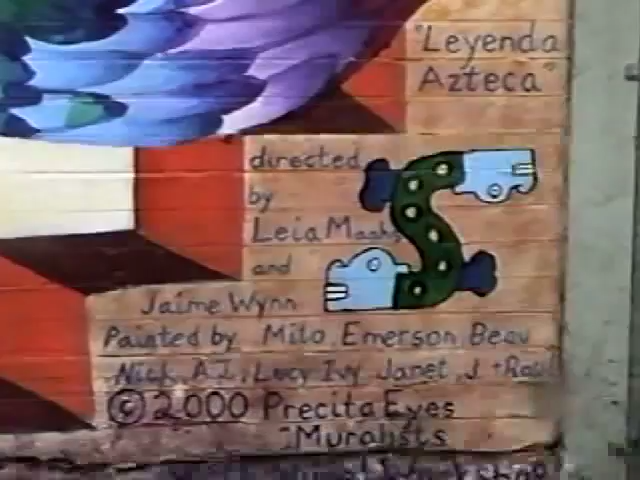 "Leyenda
Azteca"
directed
by
Leia
and
Jaime Wynn
Painted by Milo, Emerson, Beau
Nick, A.J., Lucy Ivy Janet, J +
© 2000 Precita Eyes
Muralists